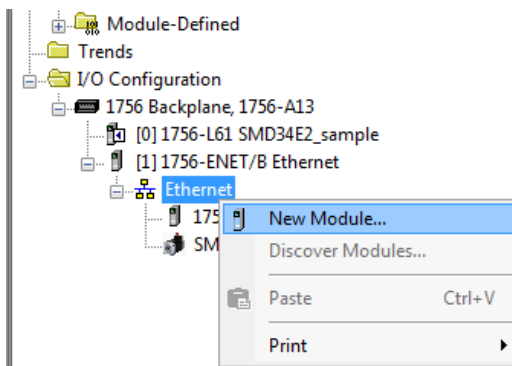 Module-Defined
Trends
I/O Configuration
1756 Backplane, 1756-A13
[0] 1756-L61 SMD34E2_sample
[1] 1756-ENET/B Ethernet
Ethernet
175
SM
New Module...
Discover Modules...
Paste Ctrl+V
Print